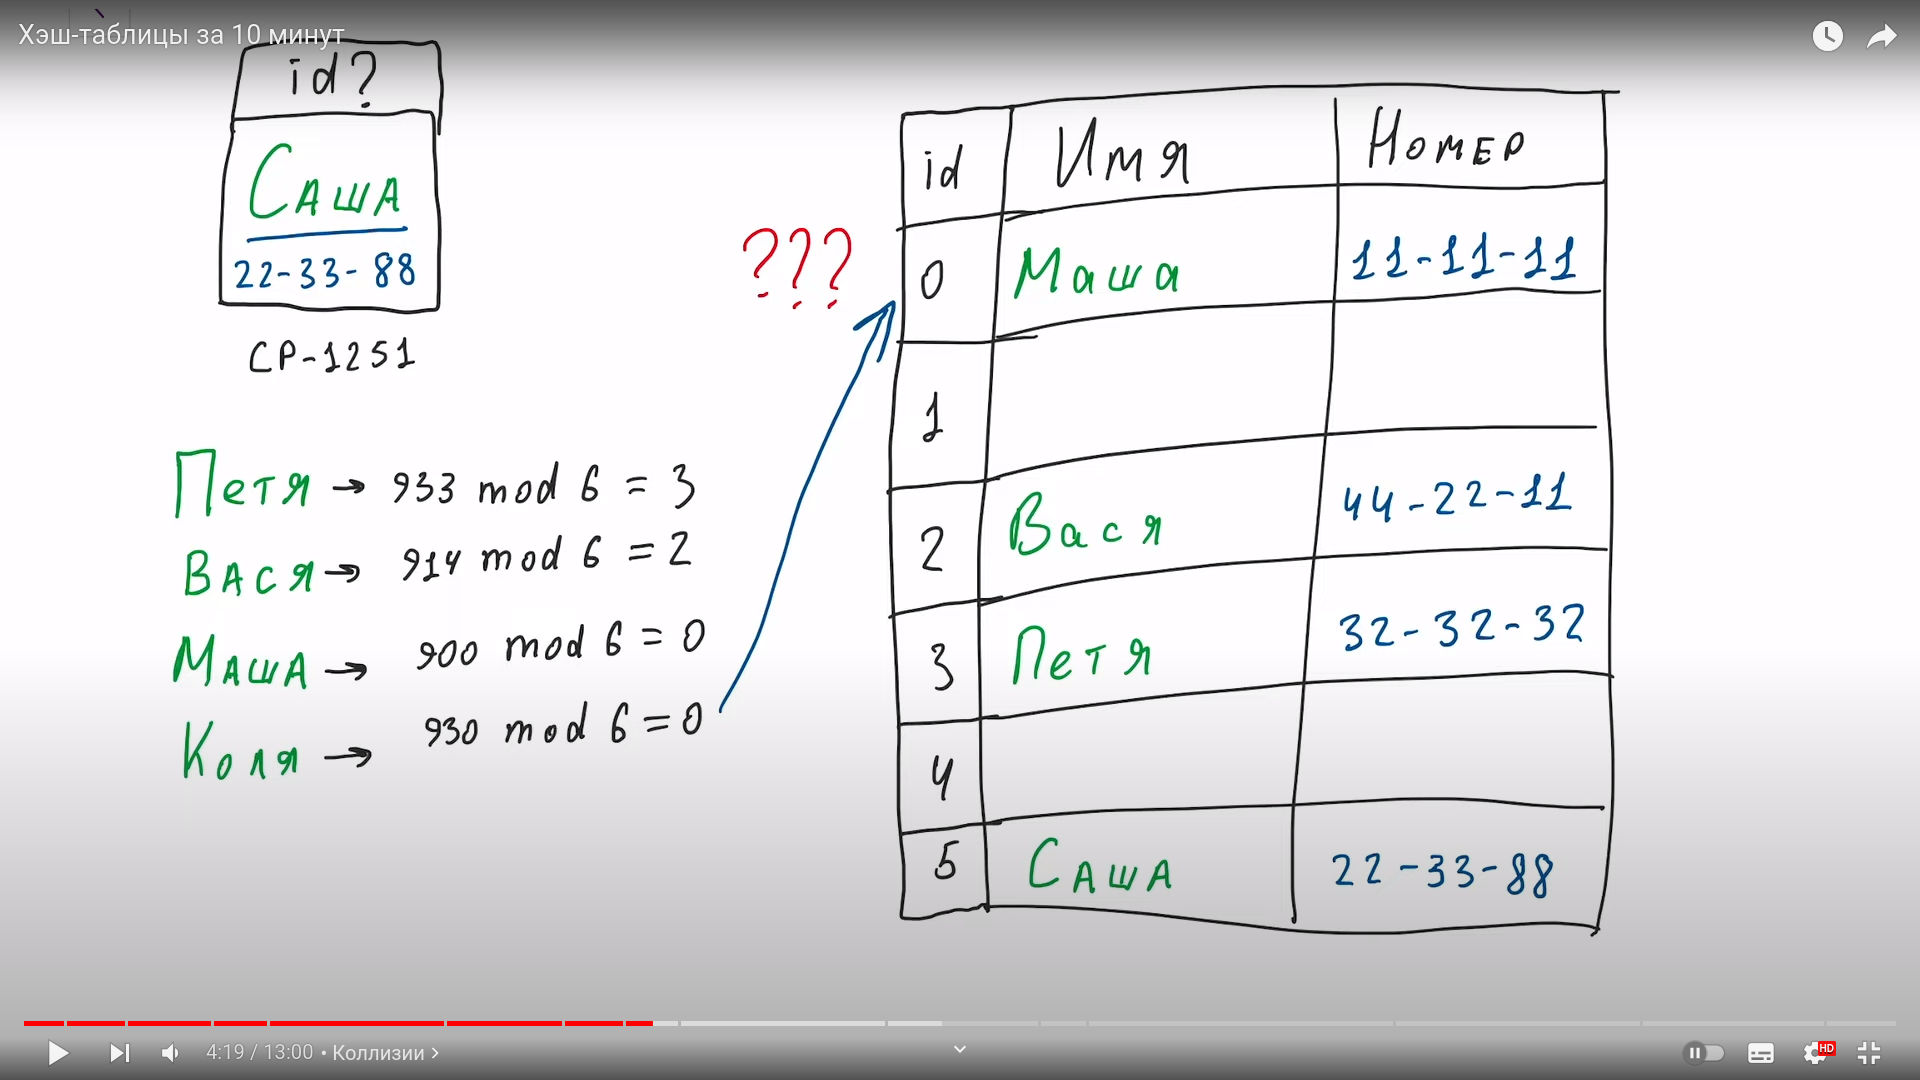 Хэш-таблицы за 10 минут
id?
Саша
22-33-88
CP-1251
Петя → 933 mod 6 = 3
Вася → 914 mod 6 = 2
Маша → 900 mod 6 = 0
Коля → 930 mod 6 = 0
???
id Имя Номер
0 Маша 11-11-11
1
2 Вася 44-22-11
3 Петя 32-32-32
4
5 Саша 22-33-88
4:19 / 13:00 • Коллизии
HD